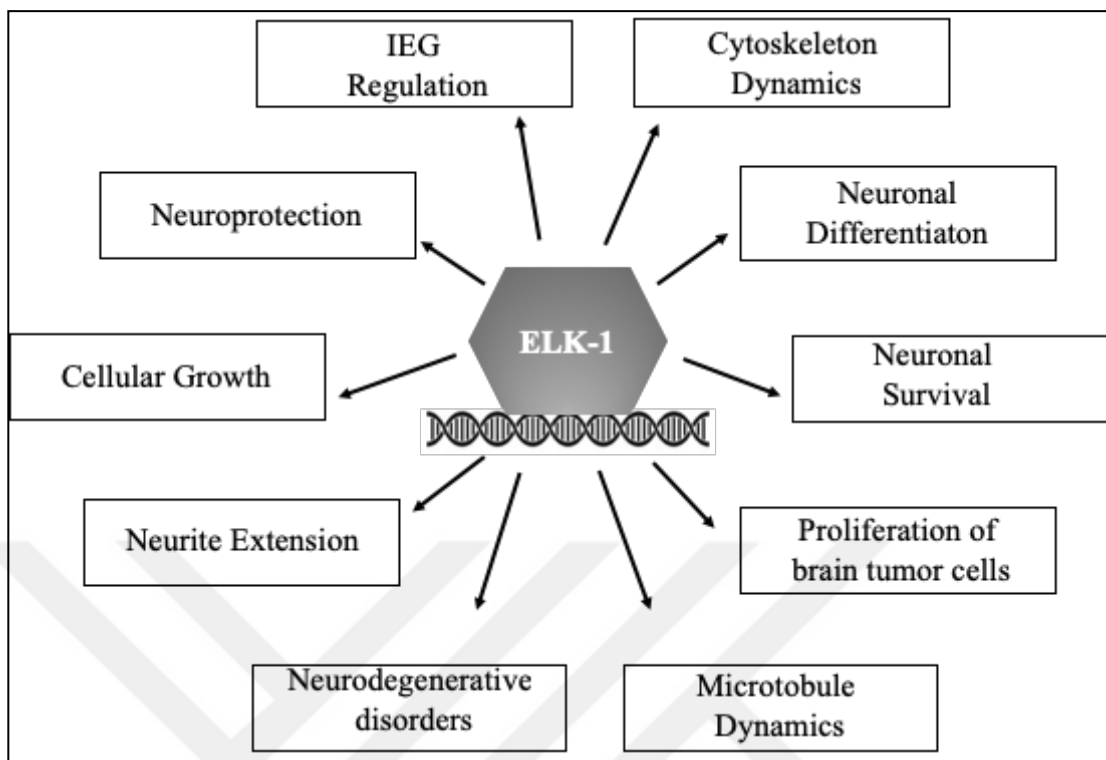 IEG
Regulation
Cytoskeleton
Dynamics
Neuroprotection
Neuronal
Differentiaton
ELK-1
Cellular Growth
Neuronal
Survival
Neurite Extension
Proliferation of
brain tumor cells
Neurodegenerative
disorders
Microtobule
Dynamics